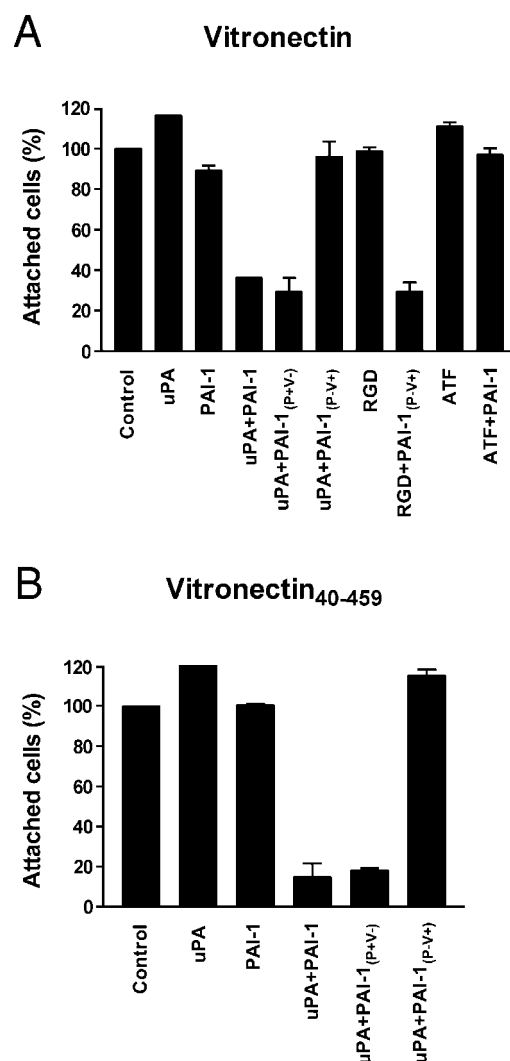 A
Vitronectin
Attached cells (%)
120
100
80
60
40
20
0
Control
uPA
PAI-1
uPA+PAI-1
uPA+PAI-1(P+V-)
uPA+PAI-1(P-V+)
RGD
RGD+PAI-1(P-V+)
ATF
ATF+PAI-1
B
Vitronectin40-459
Attached cells (%)
120
100
80
60
40
20
0
Control
uPA
PAI-1
uPA+PAI-1
uPA+PAI-1(P+V-)
uPA+PAI-1(P-V+)